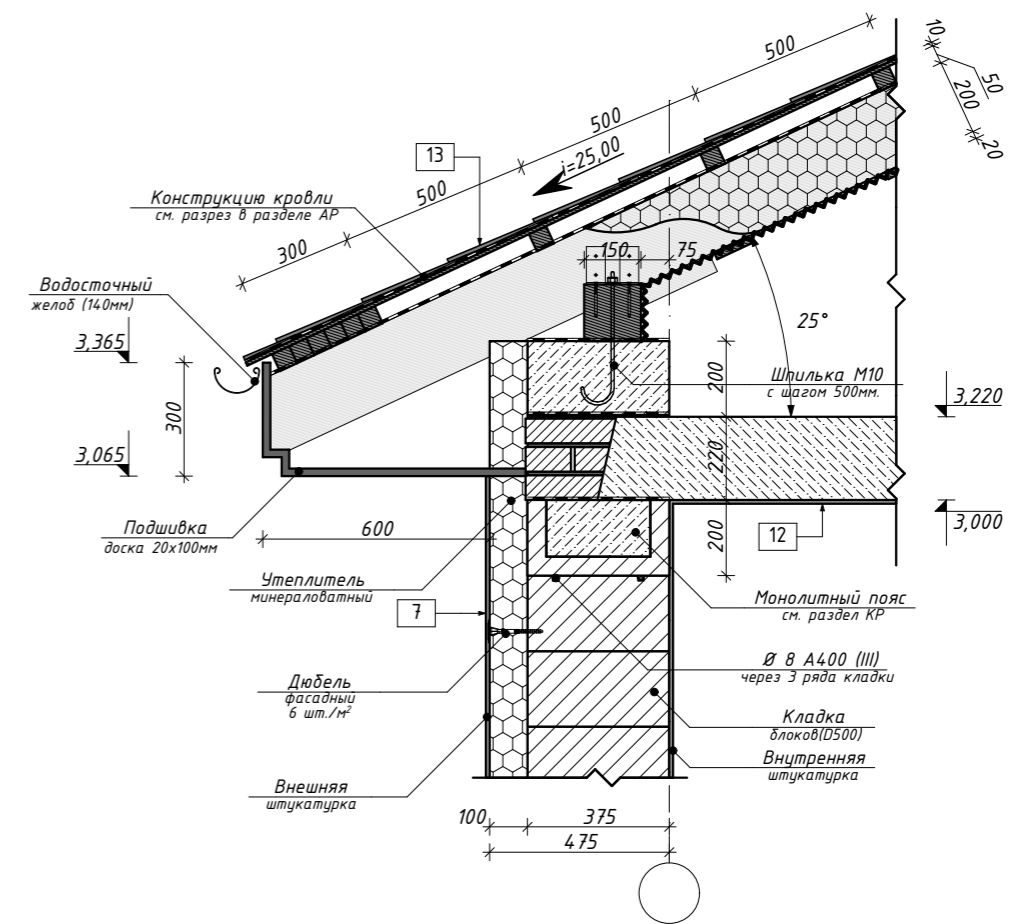 500
10
50
200
20
500
i=25,00
13
500
Конструкцию кровли
см. разрез в разделе АР
300
150
75
Водосточный
желоб (140мм)
3,365
25°
Шпилька М10
с шагом 500мм.
200
3,220
300
220
3,065
3,000
Подшивка
доска 20х100мм
600
200
12
Утеплитель
минераловатный
7
Монолитный пояс
см. раздел КР
Ø 8 А400 (III)
через 3 ряда кладки
Дюбель
фасадный
6 шт./м²
Кладка
блоков(D500)
Внутренняя
штукатурка
Внешняя
штукатурка
100
375
475